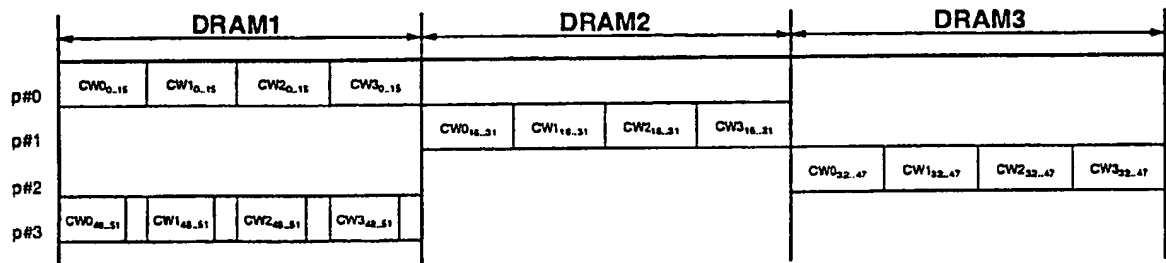 DRAM1 DRAM2 DRAM3
p#0 CW0₀..₁₅ CW1₀..₁₅ CW2₀..₁₅ CW3₀..₁₅
p#1 CW0₁₆..₃₁ CW1₁₆..₃₁ CW2₁₆..₃₁ CW3₁₆..₂₁
p#2 CW0₃₂..₄₇ CW1₃₂..₄₇ CW2₃₂..₄₇ CW3₃₂..₄₇
p#3 CW0₄₈..₅₁ CW1₄₈..₅₁ CW2₄₈..₅₁ CW3₄₈..₅₁